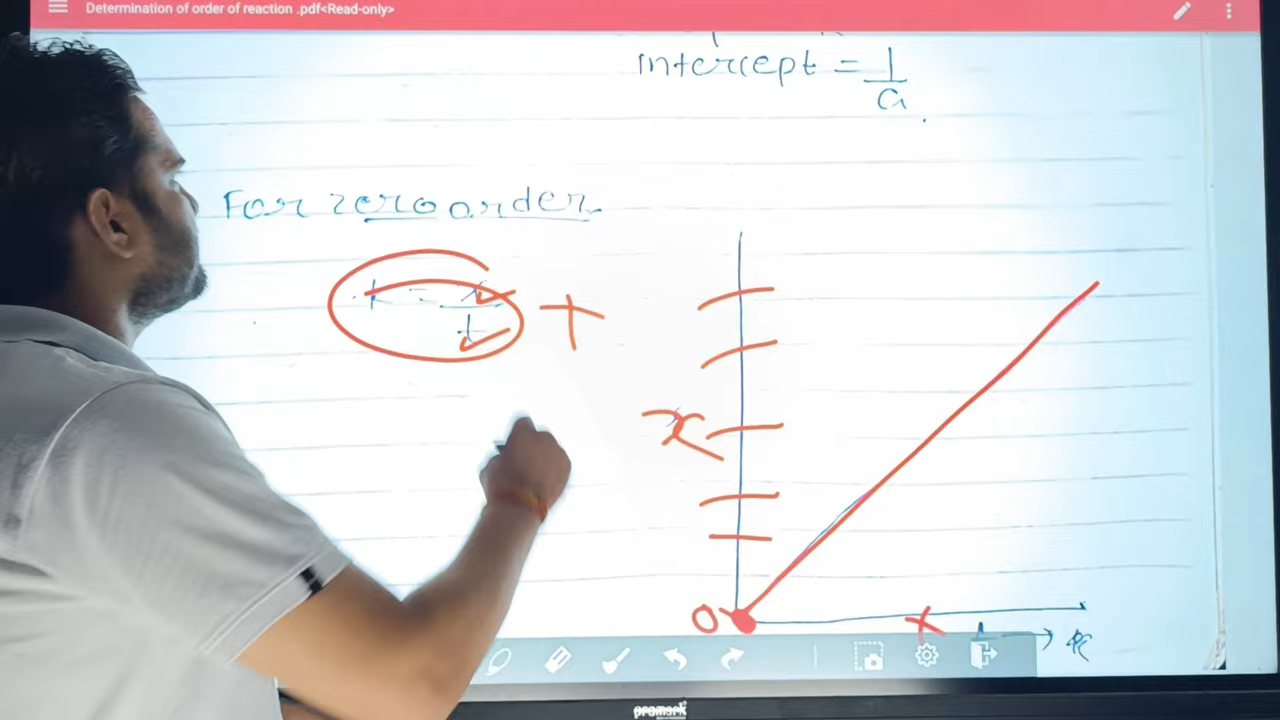 Determination of order of reaction .pdf<Read-only>
intercept = 1
a
For zero order
k = x
t
x
O
t
promark